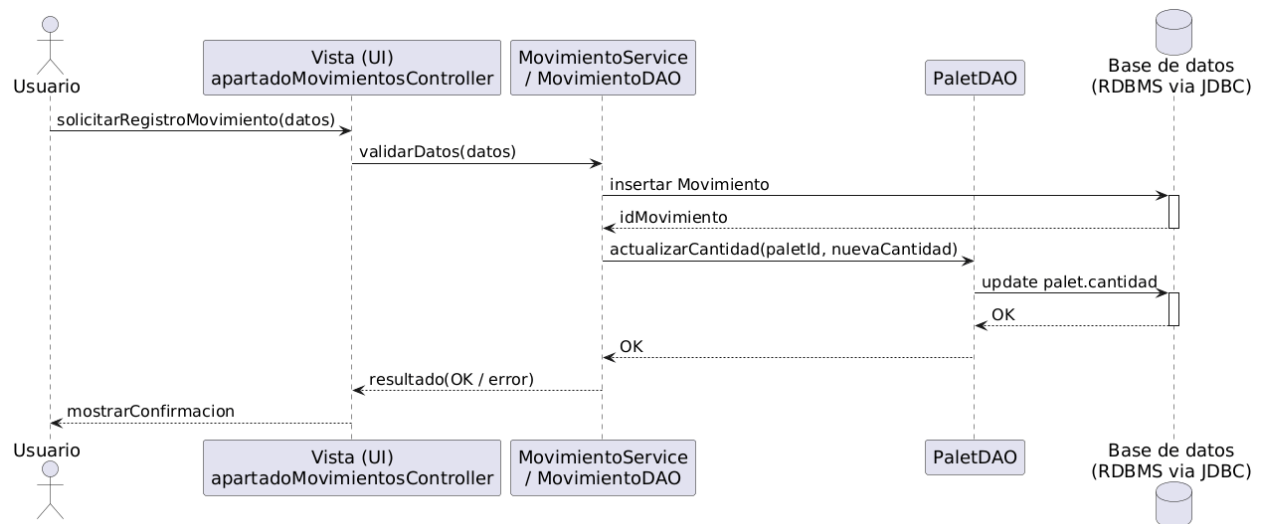 Usuario
Vista (UI)
apartadoMovimientosController
MovimientoService
/ MovimientoDAO
PaletDAO
Base de datos
(RDBMS via JDBC)
solicitarRegistroMovimiento(datos)
validarDatos(datos)
insertar Movimiento
idMovimiento
actualizarCantidad(paletId, nuevaCantidad)
update palet.cantidad
OK
OK
resultado(OK / error)
mostrarConfirmacion
Usuario
Vista (UI)
apartadoMovimientosController
MovimientoService
/ MovimientoDAO
PaletDAO
Base de datos
(RDBMS via JDBC)